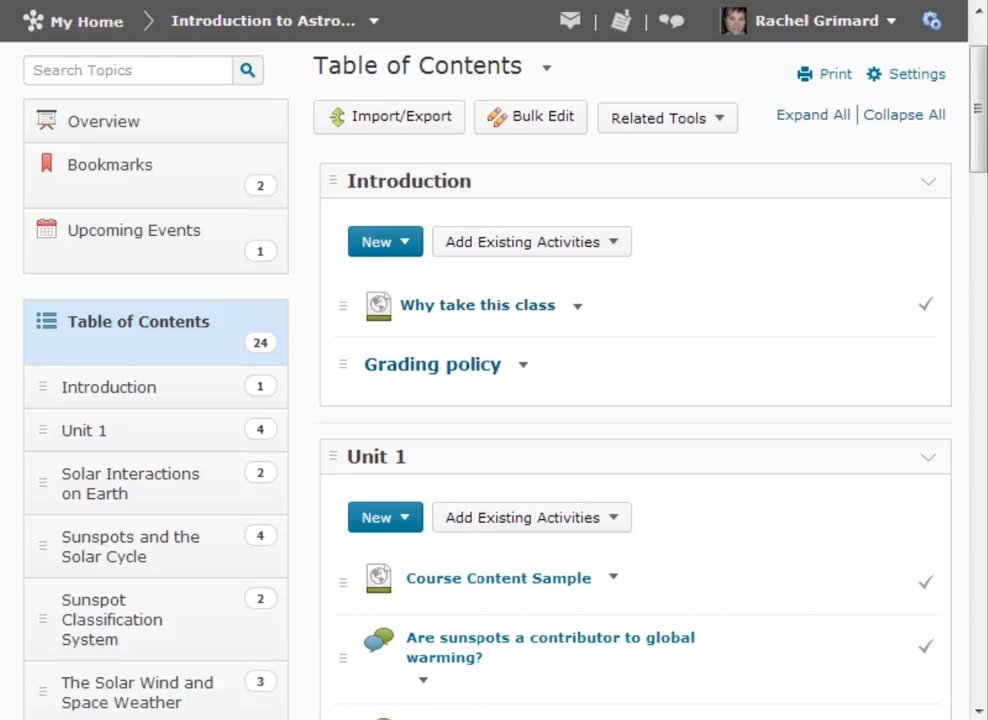 My Home
Introduction to Astro...
Rachel Grimard
Search Topics
Overview
Bookmarks
2
Upcoming Events
1
Table of Contents
24
Introduction
1
Unit 1
4
Solar Interactions
on Earth
2
Sunspots and the
Solar Cycle
4
Sunspot
Classification
System
2
The Solar Wind and
Space Weather
3
Table of Contents
Print
Settings
Import/Export
Bulk Edit
Related Tools
Expand All
Collapse All
Introduction
New
Add Existing Activities
Why take this class
Grading policy
Unit 1
New
Add Existing Activities
Course Content Sample
Are sunspots a contributor to global
warming?